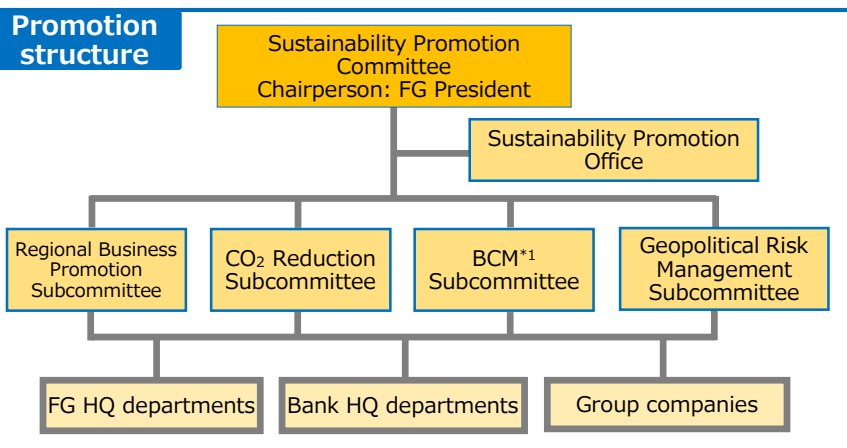 Promotion
structure
Sustainability Promotion
Committee
Chairperson: FG President
Sustainability Promotion
Office
Regional Business
Promotion
Subcommittee
CO₂ Reduction
Subcommittee
BCM*¹
Subcommittee
Geopolitical Risk
Management
Subcommittee
FG HQ departments
Bank HQ departments
Group companies